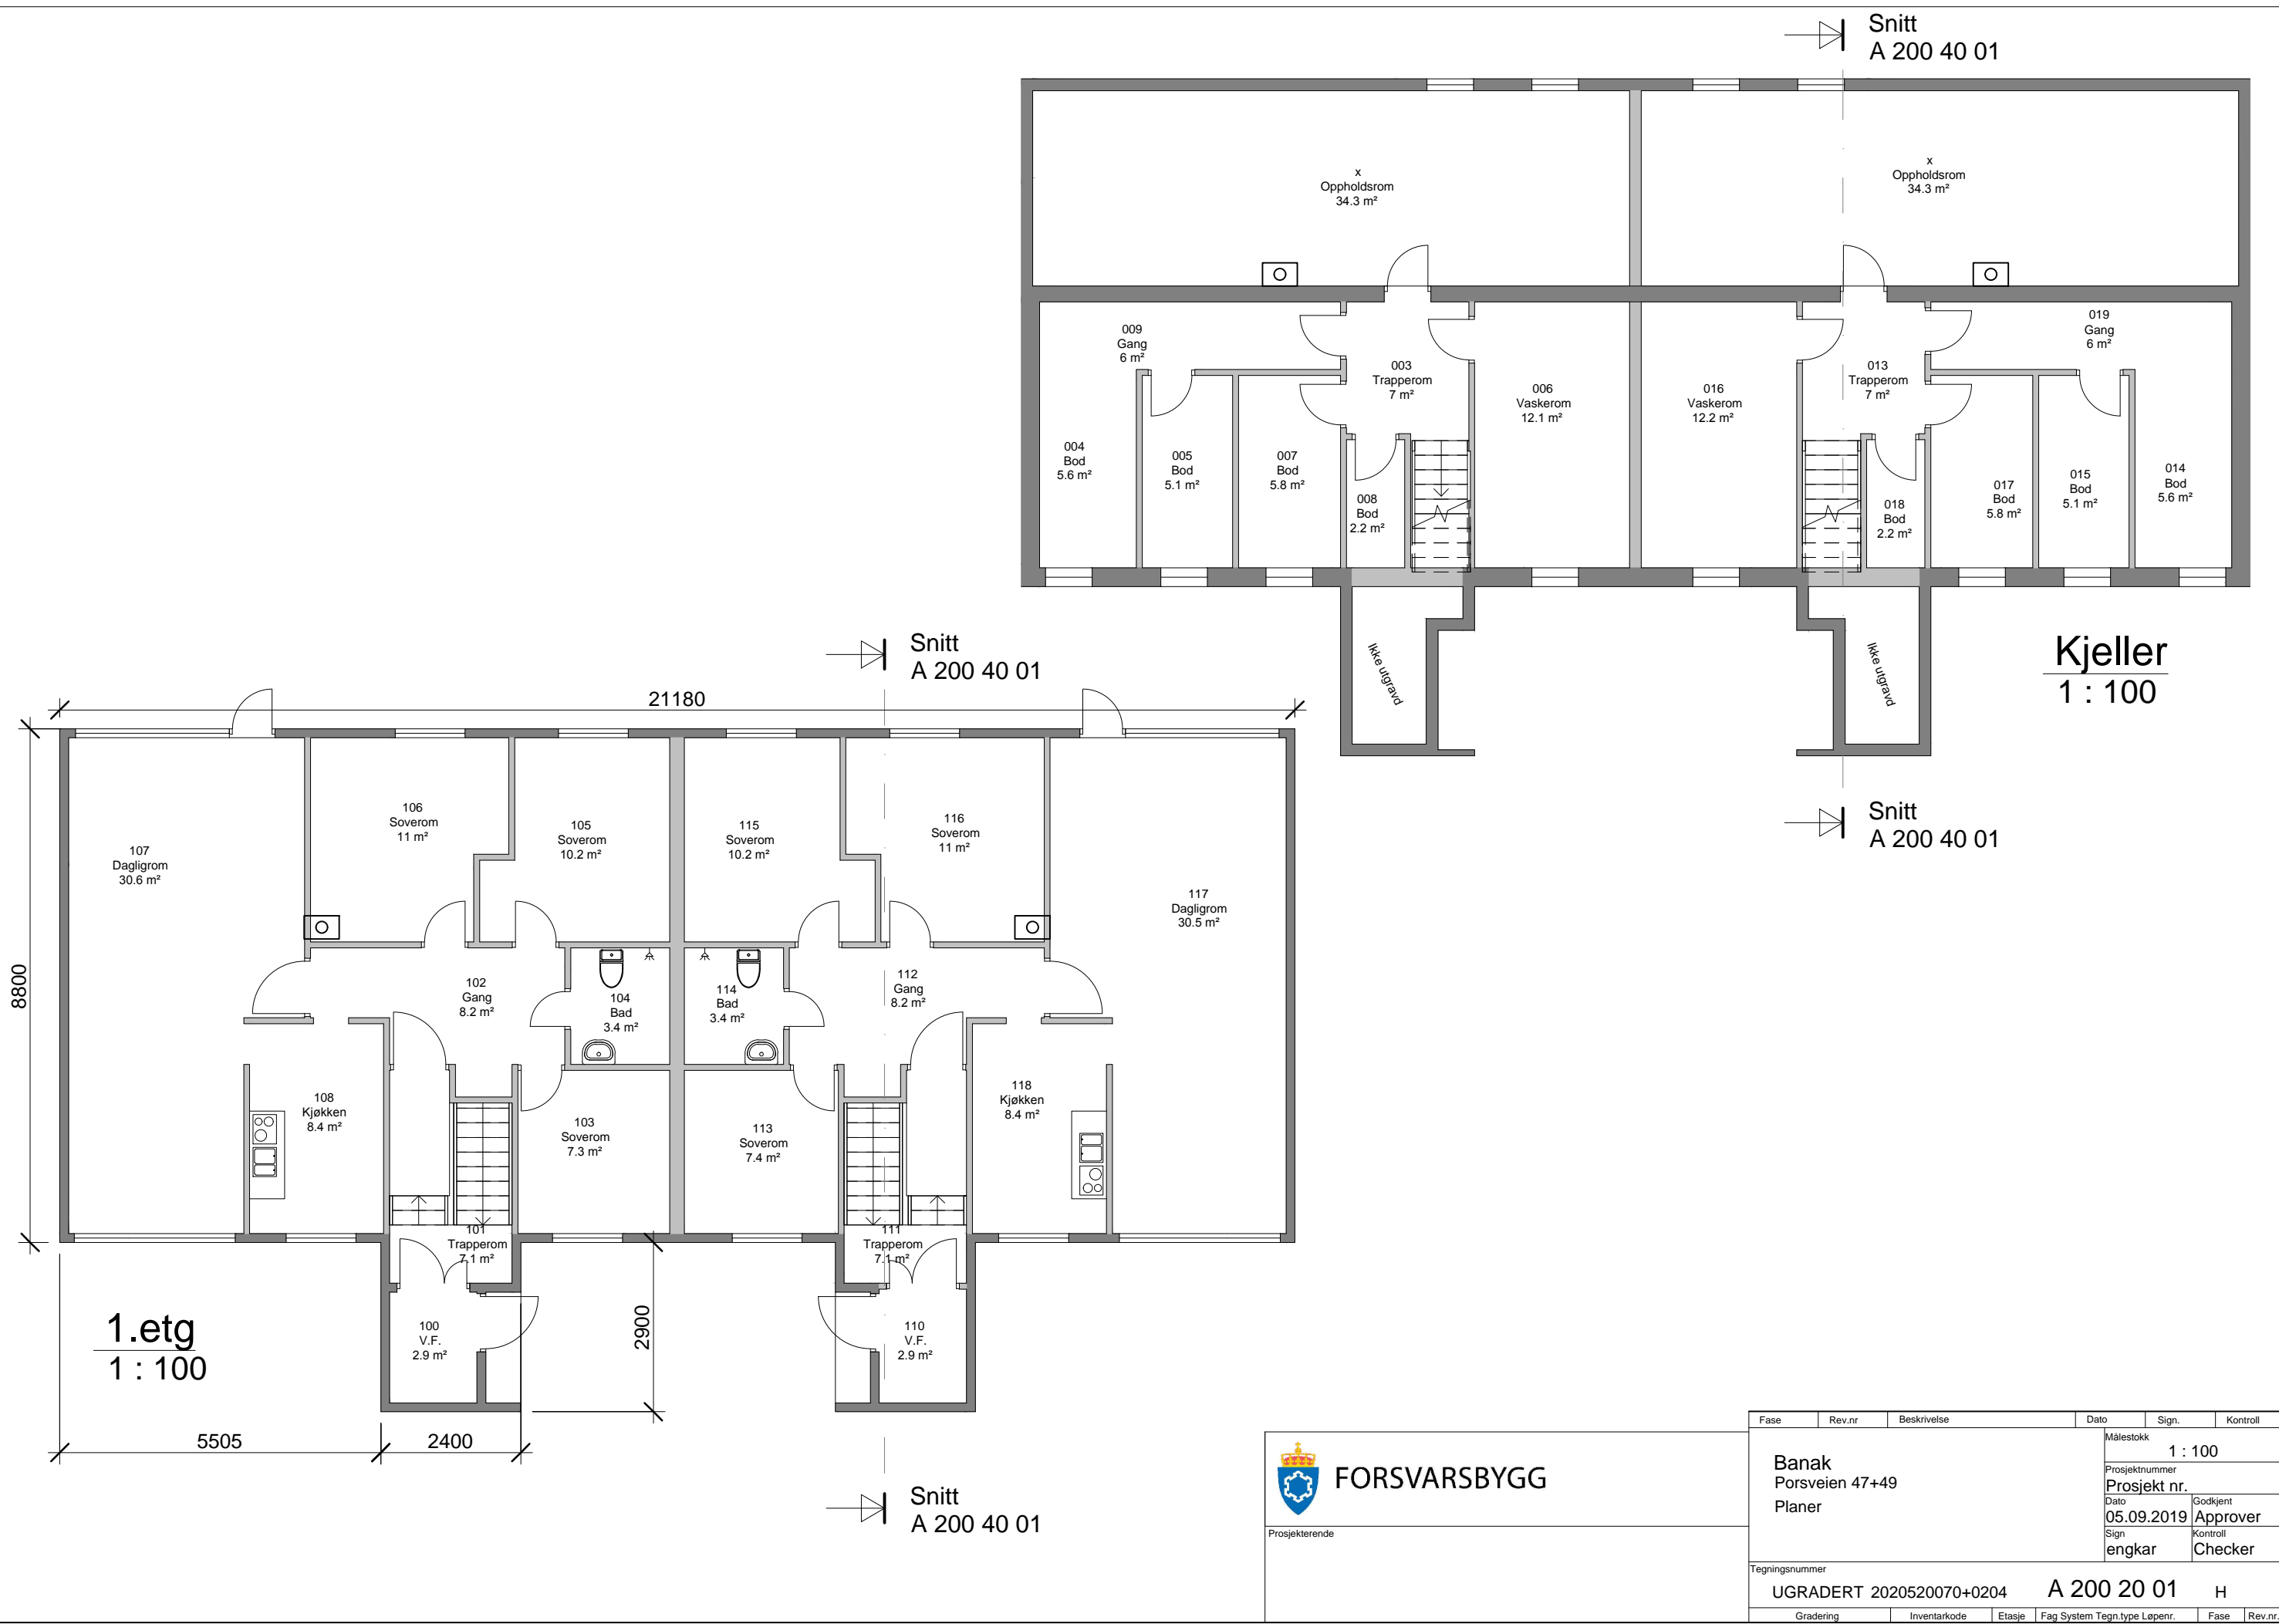 Snitt
A 200 40 01
x
Oppholdsrom
34.3 m²
x
Oppholdsrom
34.3 m²
009
Gang
6 m²
003
Trapperom
7 m²
006
Vaskerom
12.1 m²
016
Vaskerom
12.2 m²
013
Trapperom
7 m²
019
Gang
6 m²
004
Bod
5.6 m²
005
Bod
5.1 m²
007
Bod
5.8 m²
008
Bod
2.2 m²
018
Bod
2.2 m²
017
Bod
5.8 m²
015
Bod
5.1 m²
014
Bod
5.6 m²
Ikke utgravd
Ikke utgravd
Kjeller
1 : 100
Snitt
A 200 40 01
Snitt
A 200 40 01
21180
8800
107
Dagligrom
30.6 m²
106
Soverom
11 m²
105
Soverom
10.2 m²
115
Soverom
10.2 m²
116
Soverom
11 m²
117
Dagligrom
30.5 m²
102
Gang
8.2 m²
104
Bad
3.4 m²
114
Bad
3.4 m²
112
Gang
8.2 m²
108
Kjøkken
8.4 m²
103
Soverom
7.3 m²
113
Soverom
7.4 m²
118
Kjøkken
8.4 m²
101
Trapperom
7.1 m²
111
Trapperom
7.1 m²
100
V.F.
2.9 m²
110
V.F.
2.9 m²
2900
1.etg
1 : 100
5505
2400
Snitt
A 200 40 01
FORSVARSBYGG
Prosjekterende
Fase Rev.nr Beskrivelse Dato Sign. Kontroll
Banak
Porsveien 47+49
Planer
Målestokk
1 : 100
Prosjektnummer
Prosjekt nr.
Dato Godkjent
05.09.2019 Approver
Sign Kontroll
engkar Checker
Tegningsnummer
UGRADERT 2020520070+0204 A 200 20 01 H
Gradering Inventarkode Etasje Fag System Tegn.type Løpenr. Fase Rev.nr.